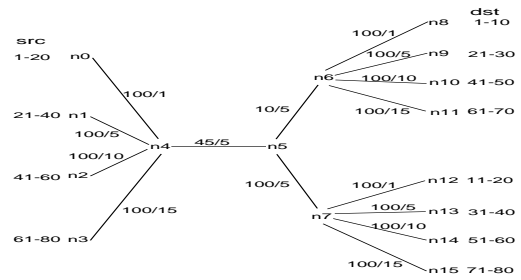 dst
src
n8 1-10
100/1
1-20 n0
100/5 n9 21-30
n6 100/10 n10 41-50
100/1
100/15 n11 61-70
10/5
21-40 n1
100/5
n4 45/5 n5
100/10
41-60 n2
100/5
100/1 n12 11-20
100/15
100/5 n13 31-40
n7
100/10
61-80 n3
n14 51-60
100/15
n15 71-80